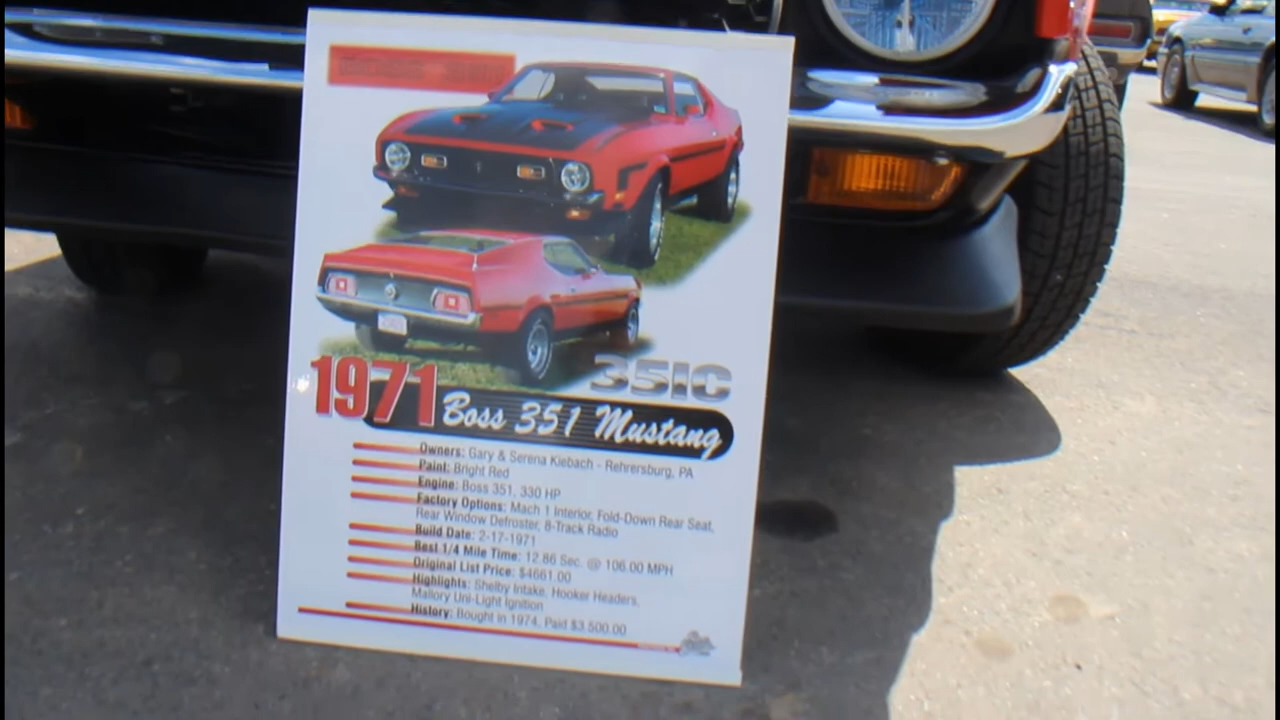 351C
1971 Boss 351 Mustang
Owners: Gary & Serena Kiebach - Rehrersburg, PA
Paint: Bright Red
Engine: Boss 351, 330 HP
Factory Options: Mach 1 Interior, Fold-Down Rear Seat,
Rear Window Defroster, 8-Track Radio
Build Date: 2-17-1971
Best 1/4 Mile Time: 12.86 Sec. @ 106.00 MPH
Original List Price: $4661.00
Highlights: Shelby Intake, Hooker Headers,
Mallory Uni-Light Ignition
History: Bought in 1974, Paid $3,500.00